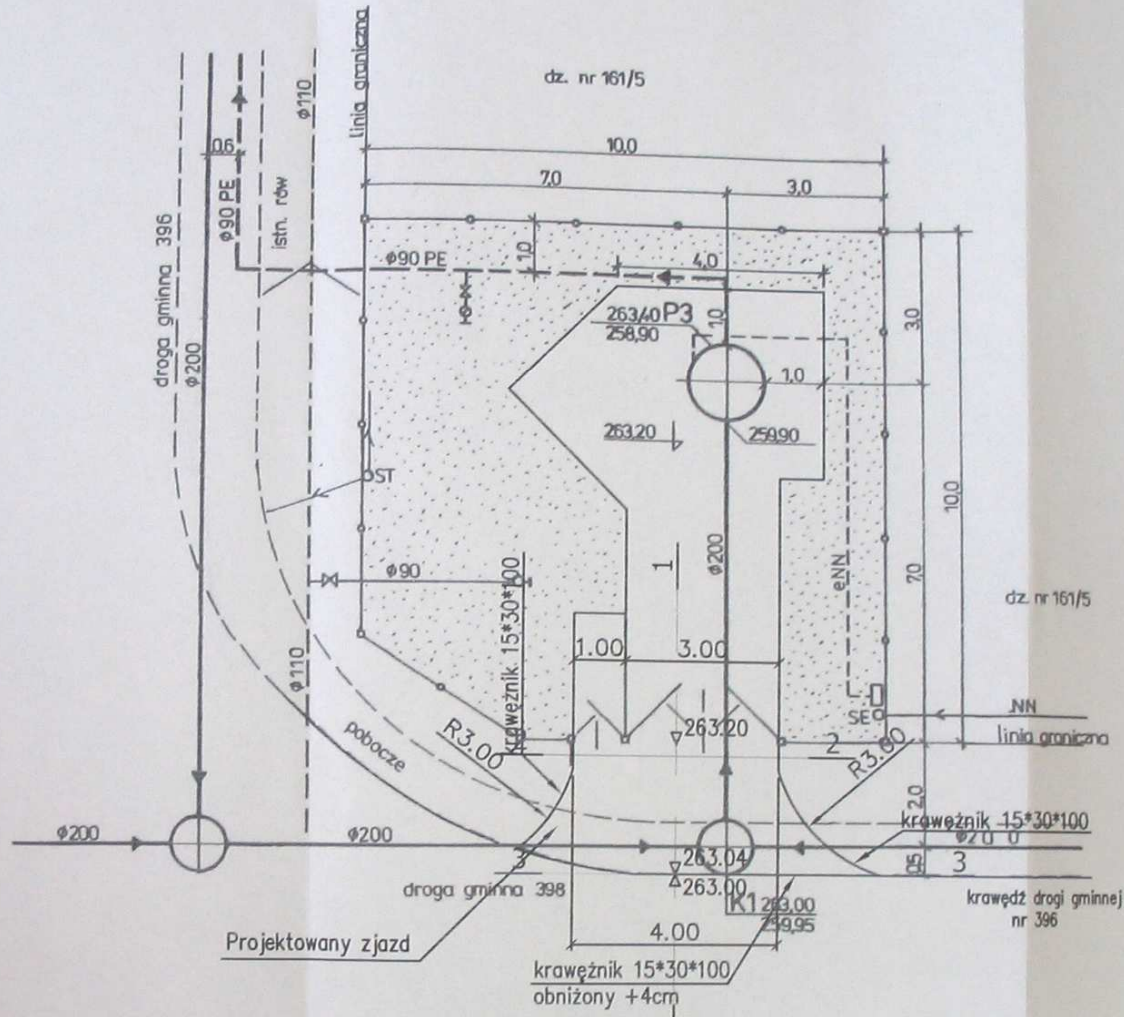 linia graniczna
dz. nr 161/5
ϕ110
10,0
0,6
7,0
3,0
ϕ90 PE
istn. rów
droga gminna 396
ϕ200
ϕ90 PE
1,0
4,0
263,40 P3
258,90
1,0
3,0
1,0
263,20
259,90
ST
10,0
1
ϕ200
7,0
eNN
ϕ90
dz. nr 161/5
krawężnik 15*30*100
1.00
3.00
ϕ110
NN
SE
263.20
linia graniczna
2
pobocze
R3.00
R3.00
2,0
krawężnik 15*30*100
ϕ200
ϕ200
ϕ200
263.04
3
3
0,5
droga gminna 398
263.00
K1 263,00
259,95
krawędź drogi gminnej
nr 396
Projektowany zjazd
4.00
krawężnik 15*30*100
obniżony +4cm